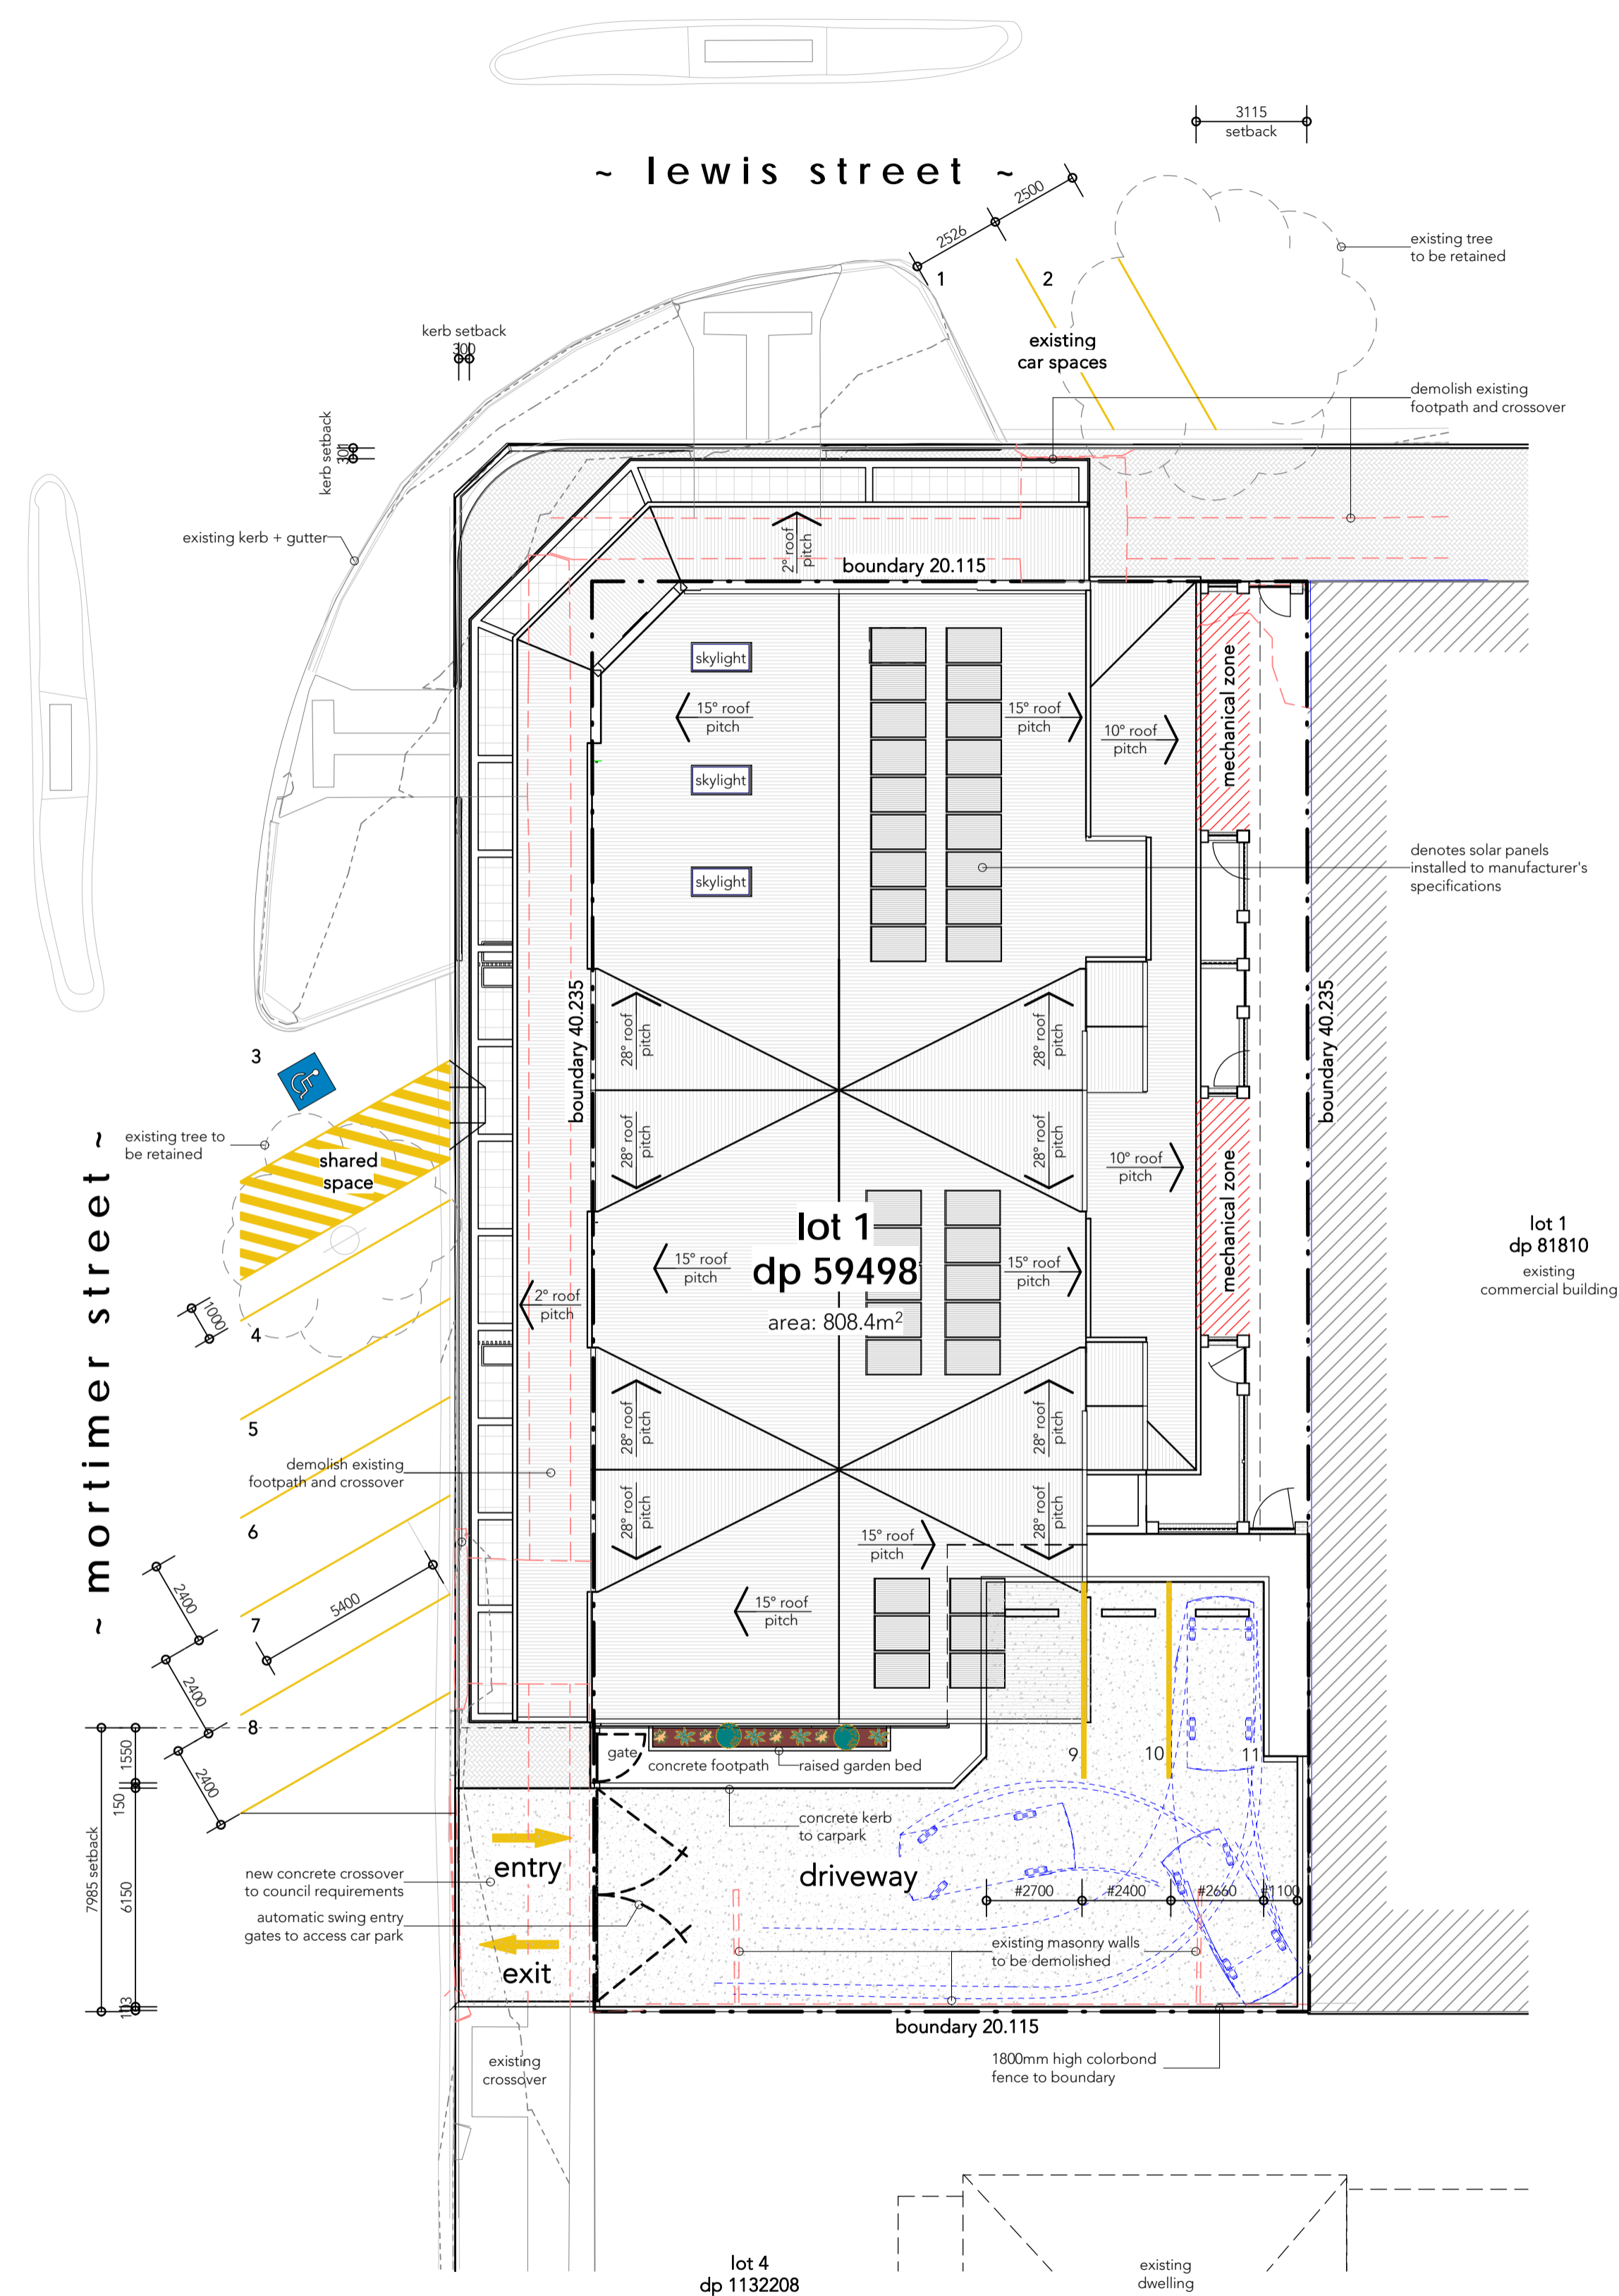 3115
setback
~ lewis street ~
2500
2526
1
2
existing tree
to be retained
existing
car spaces
kerb setback
300
kerb setback
301
demolish existing
footpath and crossover
existing kerb + gutter
2° roof
pitch
boundary 20.115
skylight
skylight
skylight
15° roof
pitch
15° roof
pitch
10° roof
pitch
mechanical zone
denotes solar panels
installed to manufacturer's
specifications
boundary 40.235
boundary 40.235
28° roof
pitch
28° roof
pitch
28° roof
pitch
28° roof
pitch
3
existing tree to
be retained
shared
space
~ mortimer street ~
10° roof
pitch
mechanical zone
lot 1
dp 59498
area: 808.4m²
15° roof
pitch
15° roof
pitch
2° roof
pitch
lot 1
dp 81810
existing
commercial building
1000
4
5
6
7
8
demolish existing
footpath and crossover
28° roof
pitch
28° roof
pitch
28° roof
pitch
28° roof
pitch
15° roof
pitch
15° roof
pitch
2400
5400
2400
2400
7985 setback
1550
150
6150
113
gate
concrete footpath
raised garden bed
9
10
11
concrete kerb
to carpark
driveway
entry
exit
new concrete crossover
to council requirements
automatic swing entry
gates to access car park
#2700
#2400
#2660
#1100
existing masonry walls
to be demolished
boundary 20.115
1800mm high colorbond
fence to boundary
existing
crossover
lot 4
dp 1132208
existing
dwelling